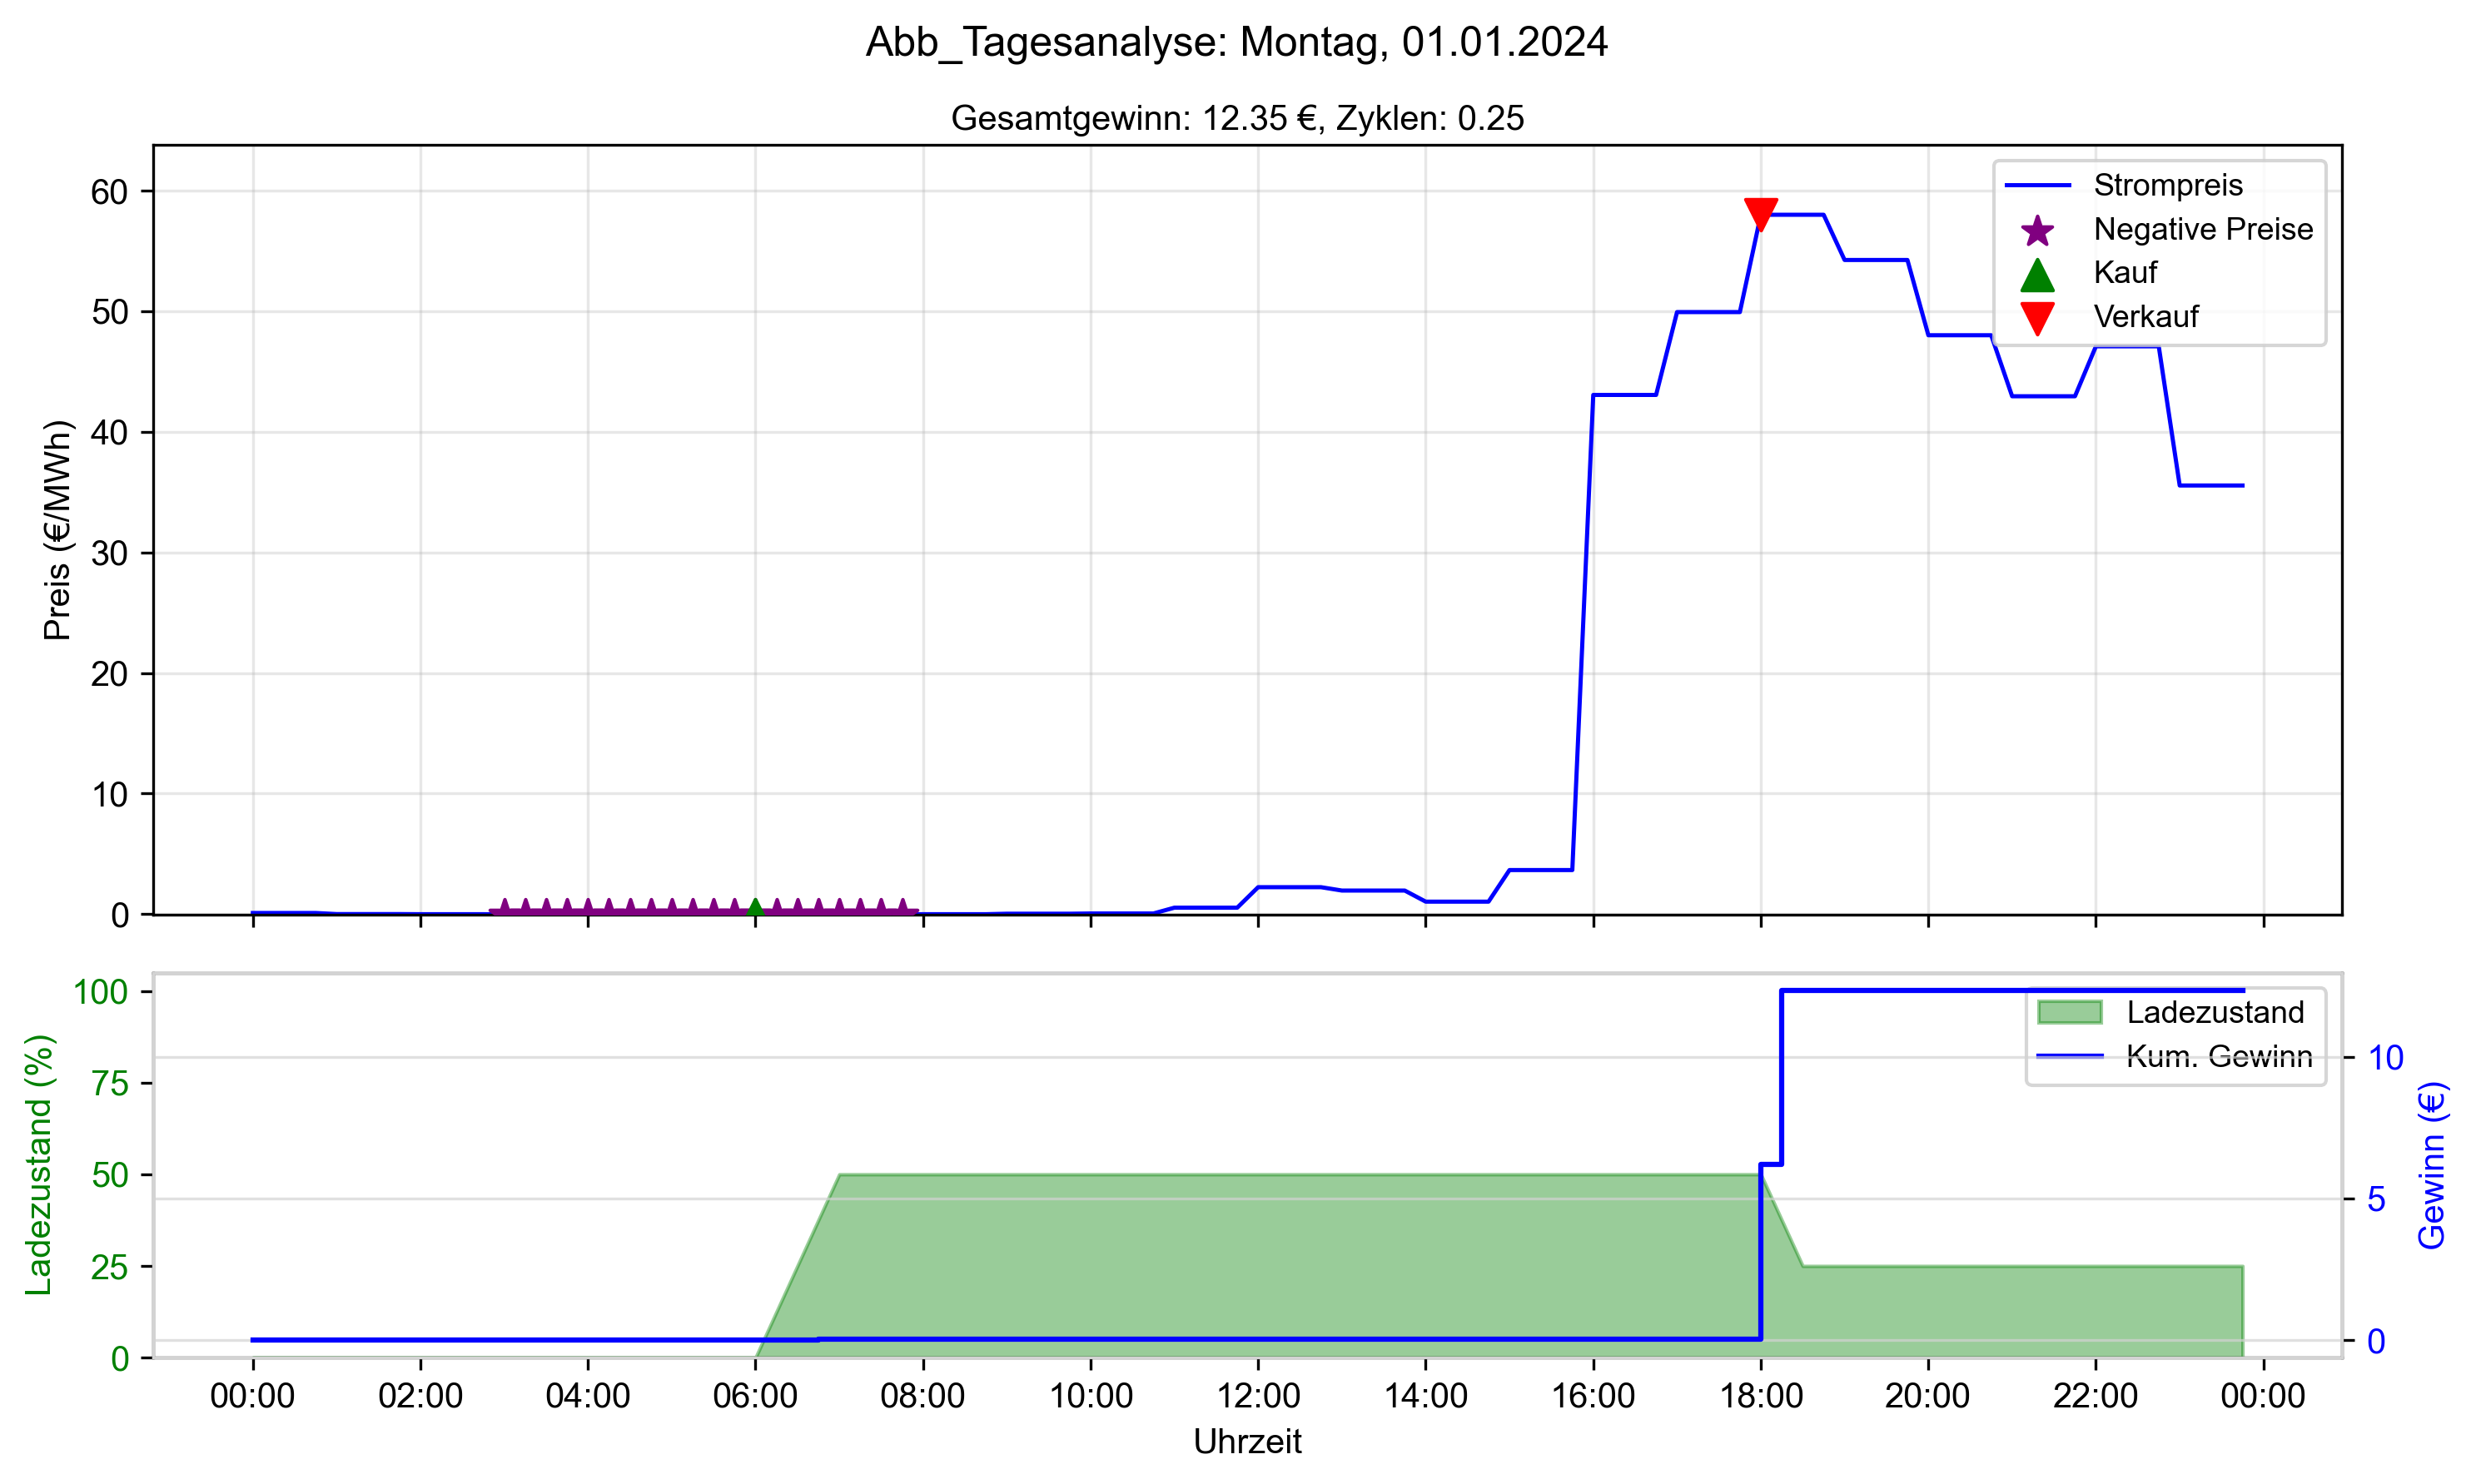 Abb_Tagesanalyse: Montag, 01.01.2024
Gesamtgewinn: 12.35 €, Zyklen: 0.25
Preis (€/MWh)
60
50
40
30
20
10
0
Strompreis
Negative Preise
Kauf
Verkauf
Ladezustand (%)
100
75
50
25
0
Ladezustand
Kum. Gewinn
10
5
0
Gewinn (€)
00:00 02:00 04:00 06:00 08:00 10:00 12:00 14:00 16:00 18:00 20:00 22:00 00:00
Uhrzeit